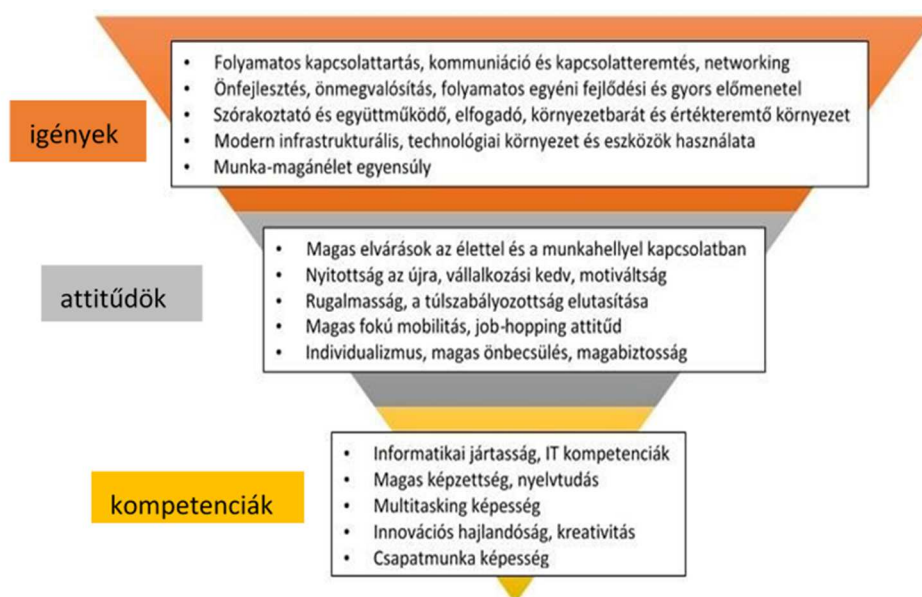 igények
• Folyamatos kapcsolattartás, kommuniáció és kapcsolatteremtés, networking
• Önfejlesztés, önmegvalósítás, folyamatos egyéni fejlődési és gyors előmenetel
• Szórakoztató és együttműködő, elfogadó, környezetbarát és értékteremtő környezet
• Modern infrastrukturális, technológiai környezet és eszközök használata
• Munka-magánélet egyensúly
attitűdök
• Magas elvárások az élettel és a munkahellyel kapcsolatban
• Nyitottság az újra, vállalkozási kedv, motiváltság
• Rugalmasság, a túlszabályozottság elutasítása
• Magas fokú mobilitás, job-hopping attitűd
• Individualizmus, magas önbecsülés, magabiztosság
kompetenciák
• Informatikai jártasság, IT kompetenciák
• Magas képzettség, nyelvtudás
• Multitasking képesség
• Innovációs hajlandóság, kreativitás
• Csapatmunka képesség